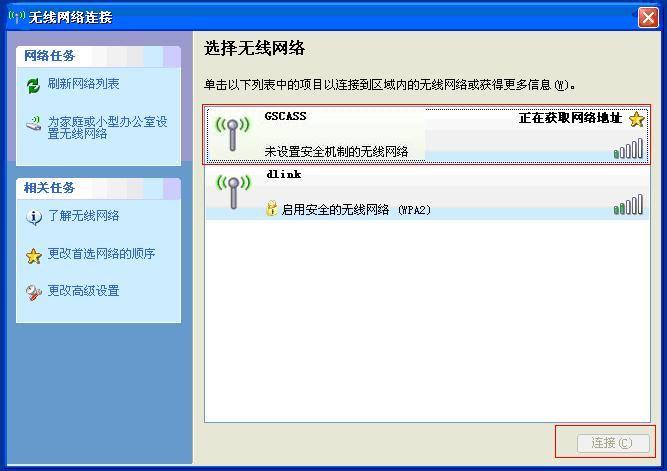 无线网络连接
网络任务
刷新网络列表
为家庭或小型办公室设
置无线网络
相关任务
了解无线网络
更改首选网络的顺序
更改高级设置
选择无线网络
单击以下列表中的项目以连接到区域内的无线网络或获得更多信息(W)。
GSCASS
正在获取网络地址
未设置安全机制的无线网络
dlink
启用安全的无线网络 (WPA2)
连接(C)